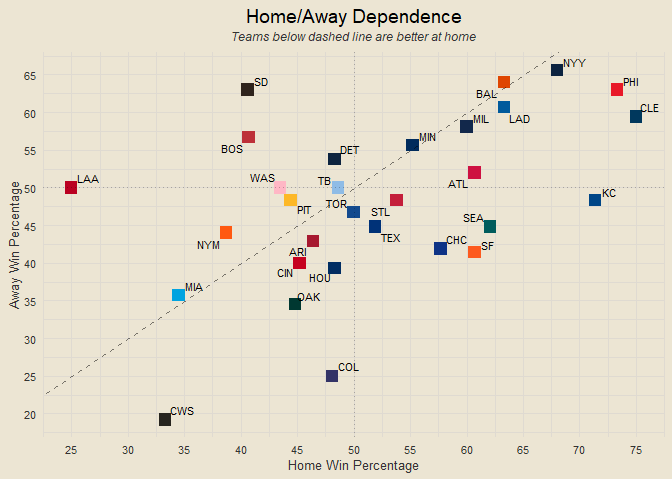 Home/Away Dependence
Teams below dashed line are better at home
Away Win Percentage
65
60
55
50
45
40
35
30
25
20
SD
NYY
BAL
PHI
CLE
LAD
MIL
BOS
MIN
DET
LAA
WAS
TB
ATL
KC
PIT
TOR
STL
SEA
TEX
NYM
ARI
CHC
SF
CIN
HOU
MIA
OAK
COL
CWS
25
30
35
40
45
50
55
60
65
70
75
Home Win Percentage